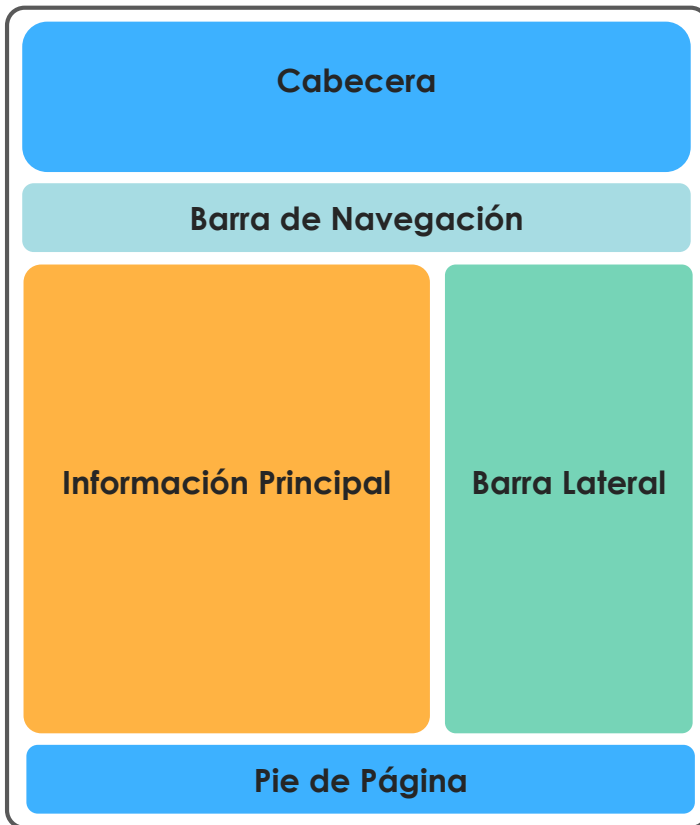 Cabecera
Barra de Navegación
Información Principal
Barra Lateral
Pie de Página